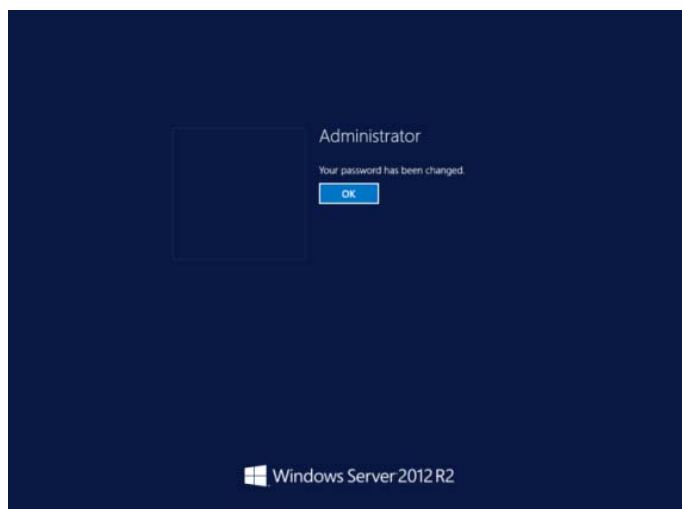 Administrator
Your password has been changed.
OK
Windows Server 2012 R2